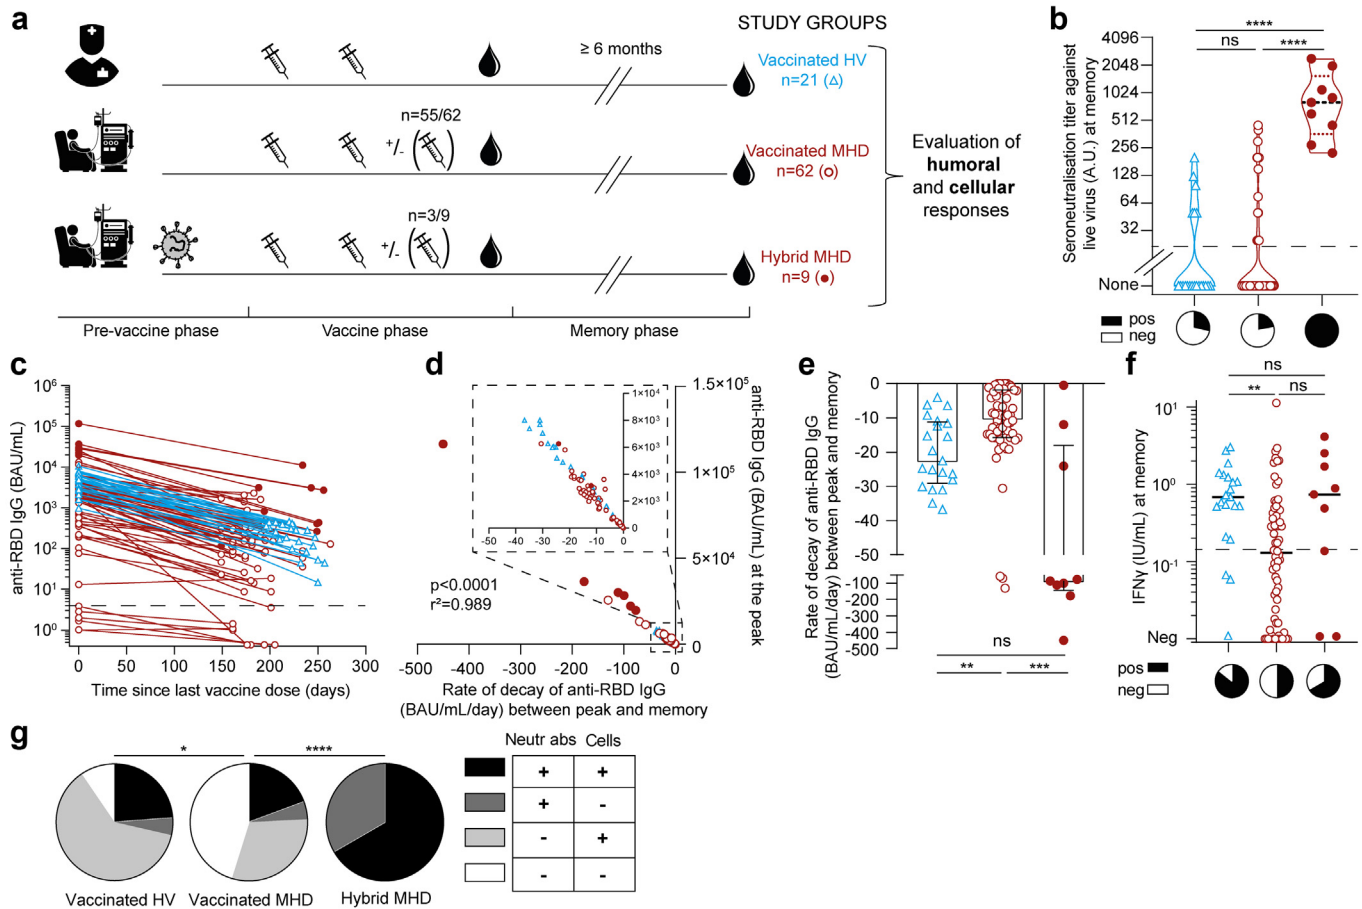 a
STUDY GROUPS
≥ 6 months
Vaccinated HV
n=21 (△)
n=55/62
+/- ( )
Vaccinated MHD
n=62 (o)
n=3/9
+/- ( )
Hybrid MHD
n=9 (●)
Evaluation of
humoral
and cellular
responses
Pre-vaccine phase
Vaccine phase
Memory phase
b
Seroneutralisation titer against
live virus (A.U.) at memory
4096
2048
1024
512
256
128
64
32
None
****
ns
****
pos
neg
c
anti-RBD IgG (BAU/mL)
10⁶
10⁵
10⁴
10³
10²
10¹
10⁰
0
50
100
150
200
250
300
Time since last vaccine dose (days)
d
1×10⁴
8×10³
6×10³
4×10³
2×10³
0
-50
-40
-30
-20
-10
0
p<0.0001
r²=0.989
1.5×10⁵
1×10⁵
5×10⁴
0
anti-RBD IgG (BAU/mL) at the peak
-500
-400
-300
-200
-100
0
Rate of decay of anti-RBD IgG
(BAU/mL/day) between peak and memory
e
Rate of decay of anti-RBD IgG
(BAU/mL/day) between peak and memory
0
-10
-20
-30
-40
-50
-100
-200
-300
-400
-500
ns
**
***
f
IFNγ (IU/mL) at memory
10¹
10⁰
10⁻¹
Neg
ns
**
ns
pos
neg
g
*
****
Vaccinated HV
Vaccinated MHD
Hybrid MHD
Neutr abs Cells
+ +
+ -
- +
- -